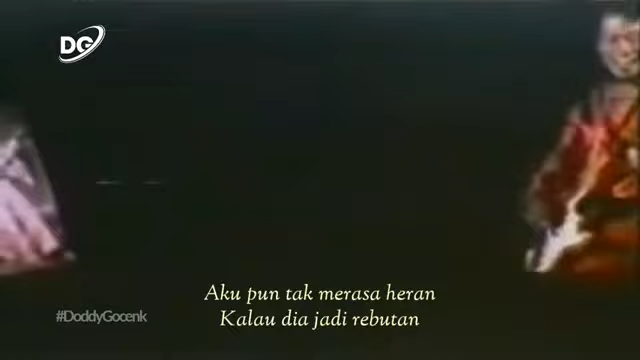 DG
Aku pun tak merasa heran
Kalau dia jadi rebutan
#DoddyGocenk